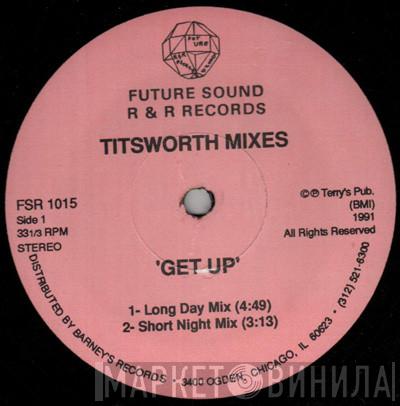 FUTURE SOUND
R & R RECORDS
TITSWORTH MIXES
FSR 1015
Side 1
33 1/3 RPM
STEREO
©℗ Terry's Pub.
(BMI)
1991
All Rights Reserved
'GET UP'
1- Long Day Mix (4:49)
2- Short Night Mix (3:13)
DISTRIBUTED BY BARNEY'S RECORDS • 3400 OGDEN, CHICAGO, IL 60623 • (312) 521-6300
МАРКЕТ ВИНИЛА